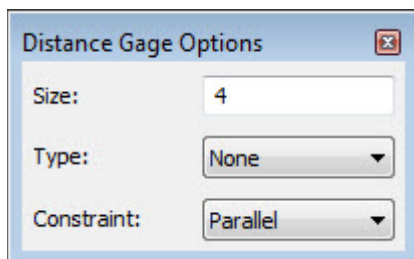 Distance Gage Options
Size: 4
Type: None
Constraint: Parallel